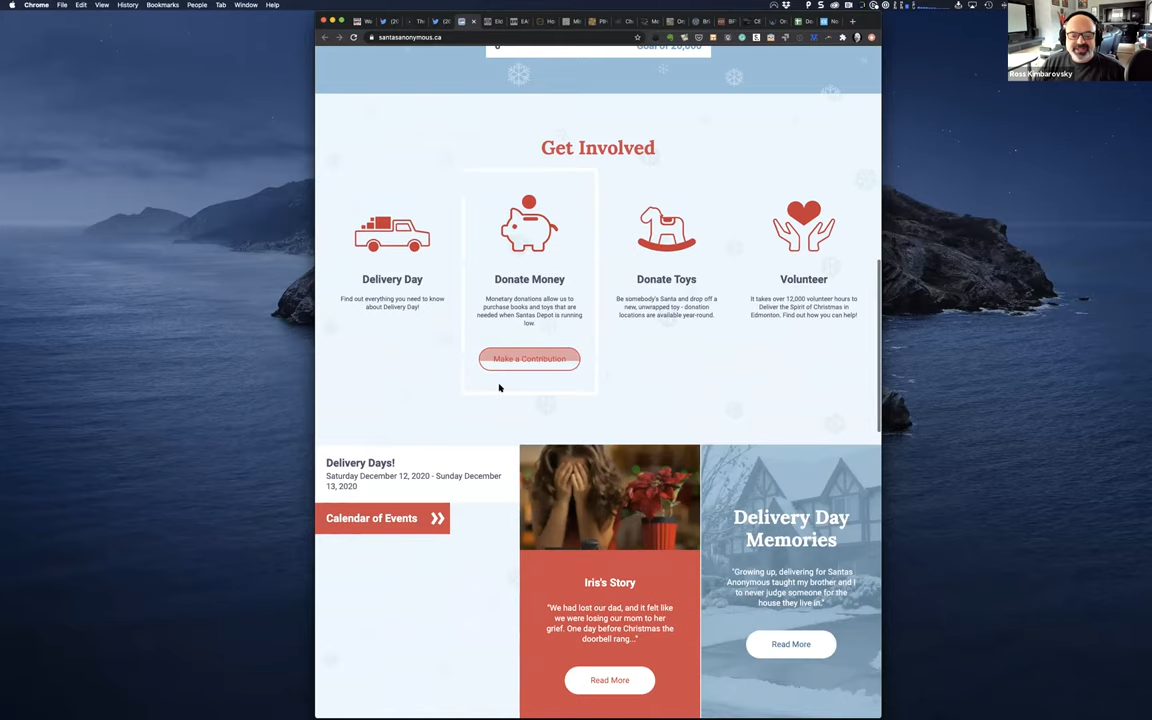 Chrome File Edit View History Bookmarks People Tab Window Help
santasanonymous.ca
Ross Kimbarovsky
Goal of 20,000
Get Involved
Delivery Day
Find out everything you need to know
about Delivery Day!
Donate Money
Monetary donations allow us to
purchase books and toys that are
needed when Santas Depot is running
low.
Make a Contribution
Donate Toys
Be somebody's Santa and drop off a
new, unwrapped toy - donation
locations are available year-round.
Volunteer
It takes over 12,000 volunteer hours to
Deliver the Spirit of Christmas in
Edmonton. Find out how you can help!
Delivery Days!
Saturday December 12, 2020 - Sunday December
13, 2020
Calendar of Events
Iris's Story
"We had lost our dad, and it felt like
we were losing our mom to her
grief. One day before Christmas the
doorbell rang..."
Read More
Delivery Day
Memories
"Growing up, delivering for Santas
Anonymous taught my brother and I
to never judge someone for the
house they live in."
Read More